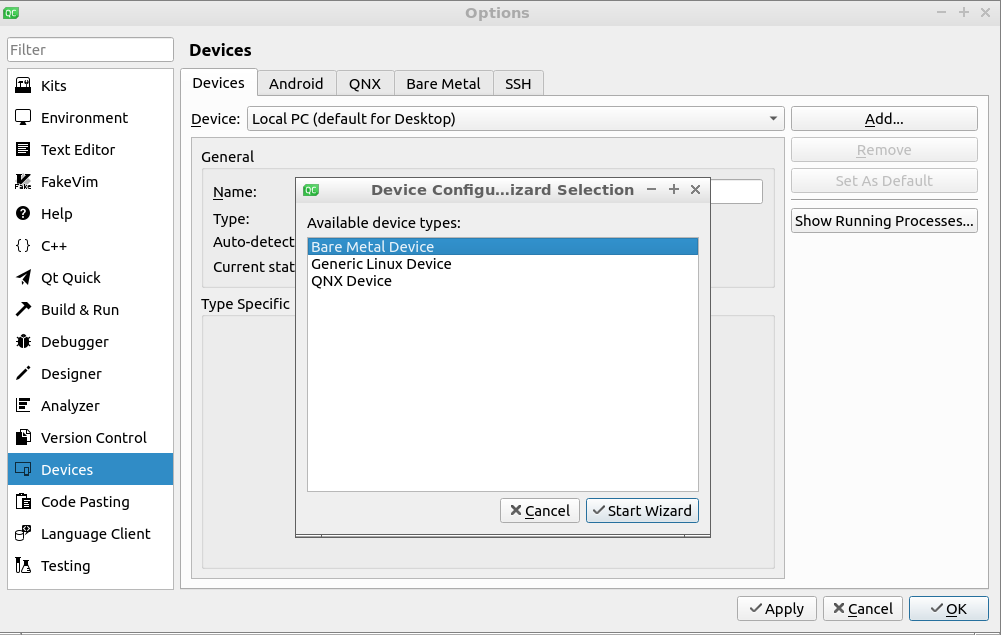 QC Options
Filter
Kits
Environment
Text Editor
FakeVim
Help
{} C++
Qt Quick
Build & Run
Debugger
Designer
Analyzer
Version Control
Devices
Code Pasting
Language Client
Testing
Devices
Devices Android QNX Bare Metal SSH
Device: Local PC (default for Desktop) Add...
Remove
Set As Default
Show Running Processes...
General
Name:
Type:
Auto-detect
Current stat
Type Specific
QC Device Configu...izard Selection
Available device types:
Bare Metal Device
Generic Linux Device
QNX Device
Cancel Start Wizard
Apply Cancel OK